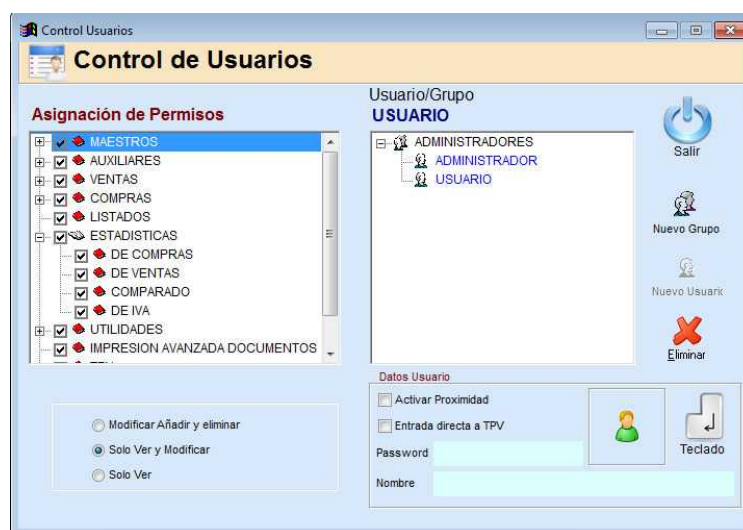 Control Usuarios
Control de Usuarios
Asignación de Permisos
MAESTROS
AUXILIARES
VENTAS
COMPRAS
LISTADOS
ESTADISTICAS
DE COMPRAS
DE VENTAS
COMPARADO
DE IVA
UTILIDADES
IMPRESION AVANZADA DOCUMENTOS
Modificar Añadir y eliminar
Solo Ver y Modificar
Solo Ver
Usuario/Grupo
USUARIO
ADMINISTRADORES
ADMINISTRADOR
USUARIO
Datos Usuario
Activar Proximidad
Entrada directa a TPV
Password
Nombre
Teclado
Salir
Nuevo Grupo
Nuevo Usuaric
Eliminar